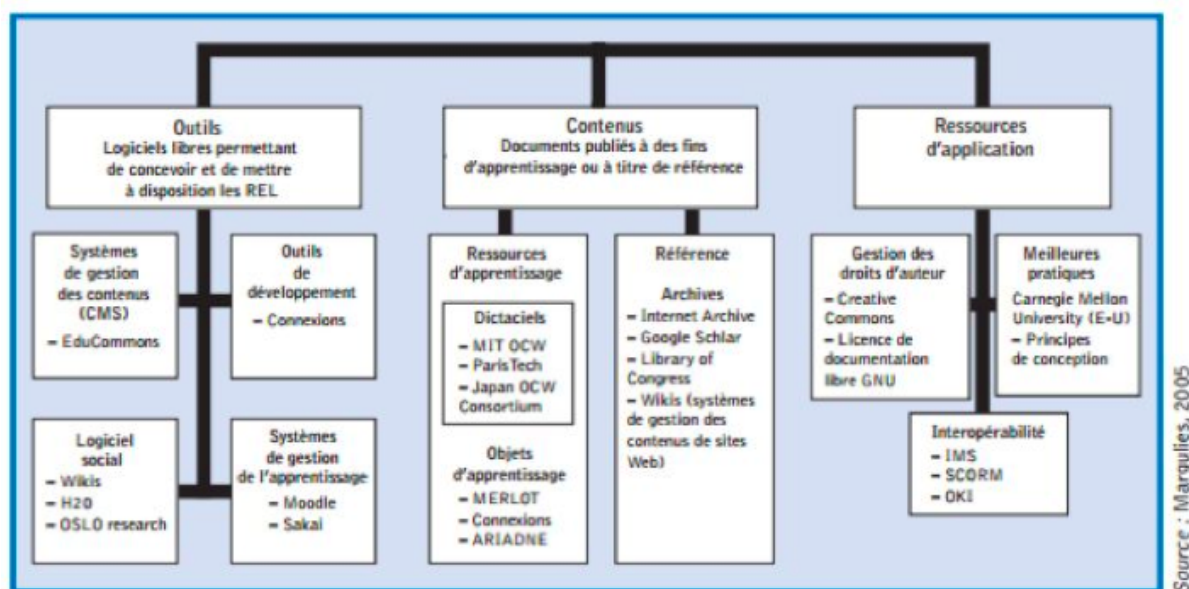 Outils
Logiciels libres permettant
de concevoir et de mettre
à disposition les REL
Contenus
Documents publiés à des fins
d'apprentissage ou à titre de référence
Ressources
d'application
Systèmes
de gestion
des contenus
(CMS)
– EduCommons
Outils
de
développement
– Connexions
Logiciel
social
– Wikis
– H2O
– OSLO research
Systèmes
de gestion
de l'apprentissage
– Moodle
– Sakai
Ressources
d'apprentissage
Dictaciels
– MIT OCW
– ParisTech
– Japan OCW
Consortium
Objets
d'apprentissage
– MERLOT
– Connexions
– ARIADNE
Référence
Archives
– Internet Archive
– Google Schlar
– Library of
Congress
– Wikis (systèmes
de gestion des
contenus de sites
Web)
Gestion des
droits d'auteur
– Creative
Commons
– Licence de
documentation
libre GNU
Meilleures
pratiques
Carnegie Mellon
University (E-U)
– Principes
de conception
Interopérabilité
– IMS
– SCORM
– OKI
Source : Margulies, 2005